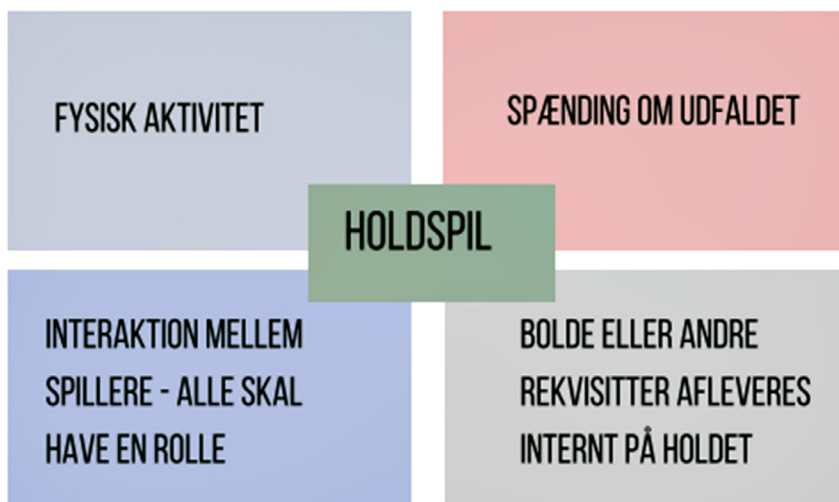 FYSISK AKTIVITET
SPÆNDING OM UDFALDET
HOLDSPIL
INTERAKTION MELLEM
SPILLERE - ALLE SKAL
HAVE EN ROLLE
BOLDE ELLER ANDRE
REKVISITTER AFLEVERES
INTERNT PÅ HOLDET